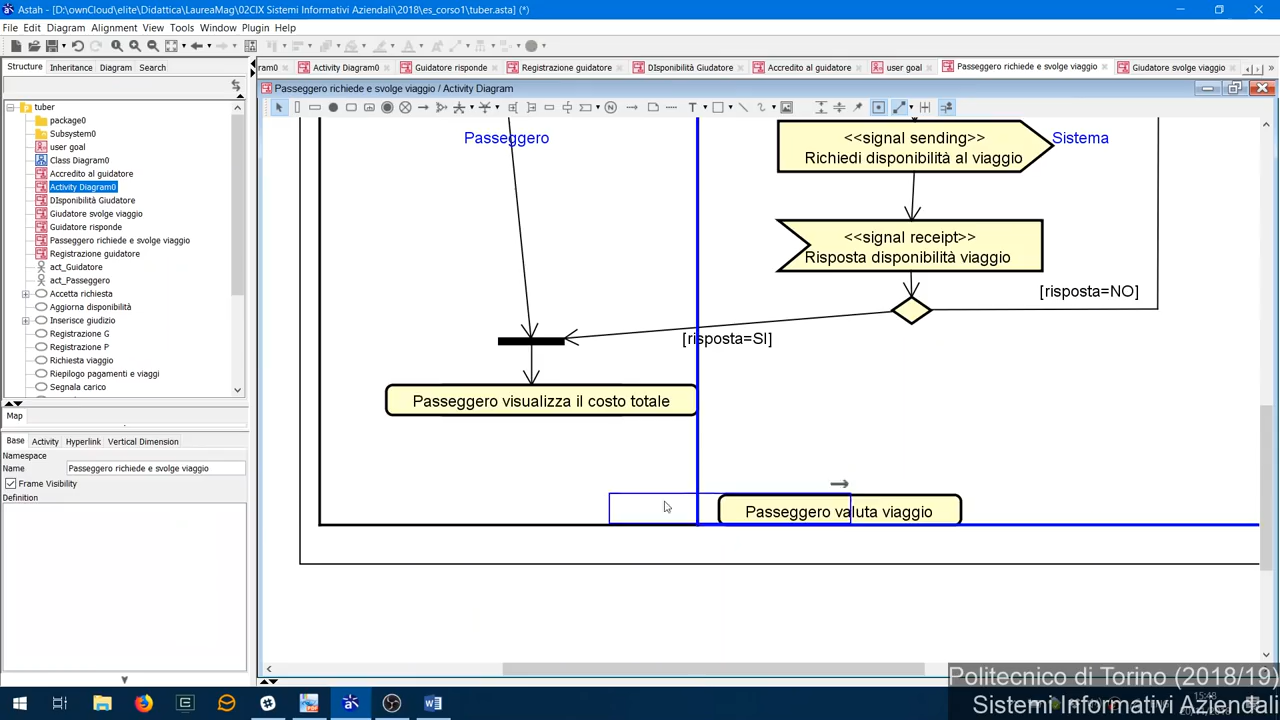 Astah - [D:\ownCloud\elite\Didattica\LaureaMag\02CIX Sistemi Informativi Aziendali\2018\es_corso1\tuber.asta] (*)
File Edit Diagram Alignment View Tools Window Plugin Help
Structure Inheritance Diagram Search
ram0 Activity Diagram0 Guidatore risponde Registrazione guidatore DIsponibilità Giudatore Accredito al guidatore user goal Passeggero richiede e svolge viaggio Giudatore svolge viaggio
Passeggero richiede e svolge viaggio / Activity Diagram
tuber
package0
Subsystem0
user goal
Class Diagram0
Accredito al guidatore
Activity Diagram0
DIsponibilità Giudatore
Giudatore svolge viaggio
Guidatore risponde
Passeggero richiede e svolge viaggio
Registrazione guidatore
act_Guidatore
act_Passeggero
Accetta richiesta
Aggiorna disponibilità
Inserisce giudizio
Registrazione G
Registrazione P
Richiesta viaggio
Riepilogo pagamenti e viaggi
Segnala carico
Map
Base Activity Hyperlink Vertical Dimension
Namespace
Name Passeggero richiede e svolge viaggio
Frame Visibility
Definition
Passeggero
Sistema
<<signal sending>>
Richiedi disponibilità al viaggio
<<signal receipt>>
Risposta disponibilità viaggio
[risposta=NO]
[risposta=SI]
Passeggero visualizza il costo totale
Passeggero valuta viaggio
Politecnico di Torino (2018/19)
Sistemi Informativi Aziendali